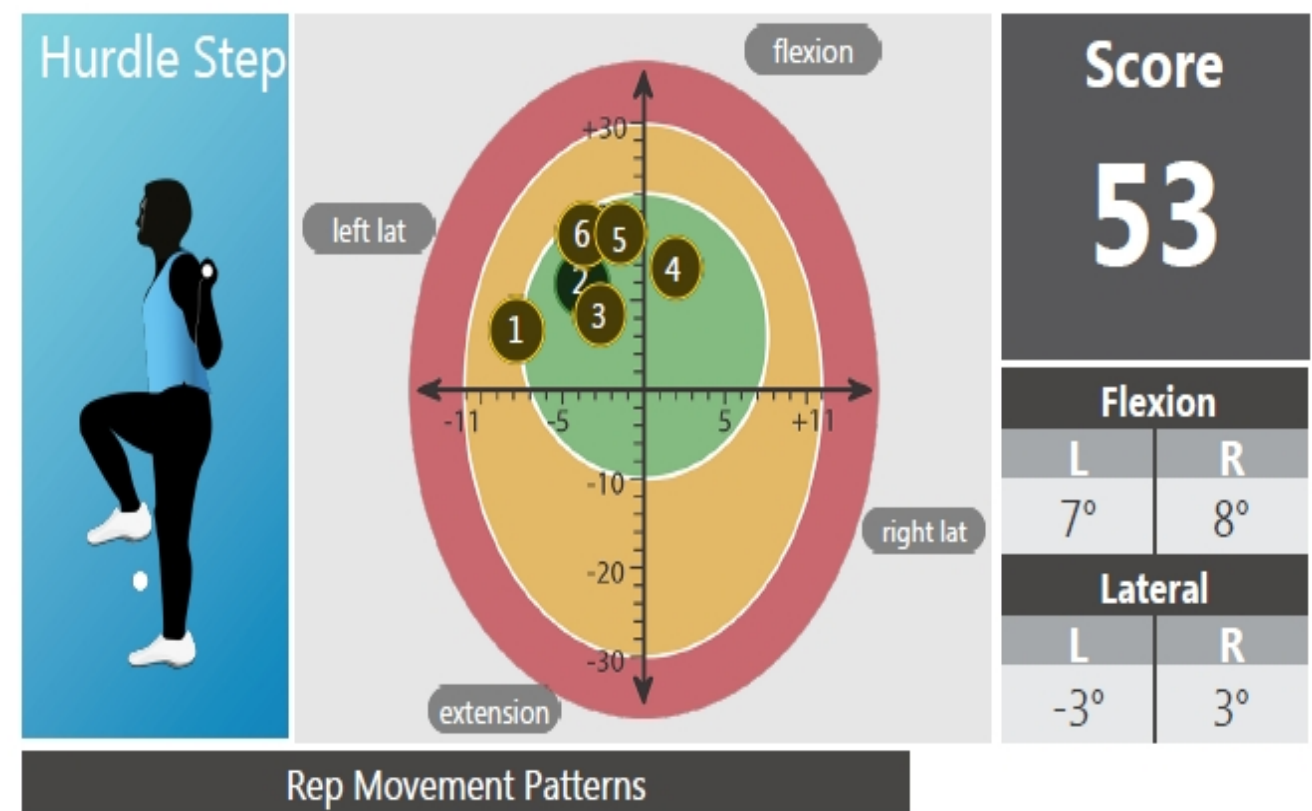 Hurdle Step
flexion
+30
left lat
6
5
4
2
3
1
-11
-5
5
+11
-10
right lat
-20
-30
extension
Score
53
Flexion
L R
7° 8°
Lateral
L R
-3° 3°
Rep Movement Patterns